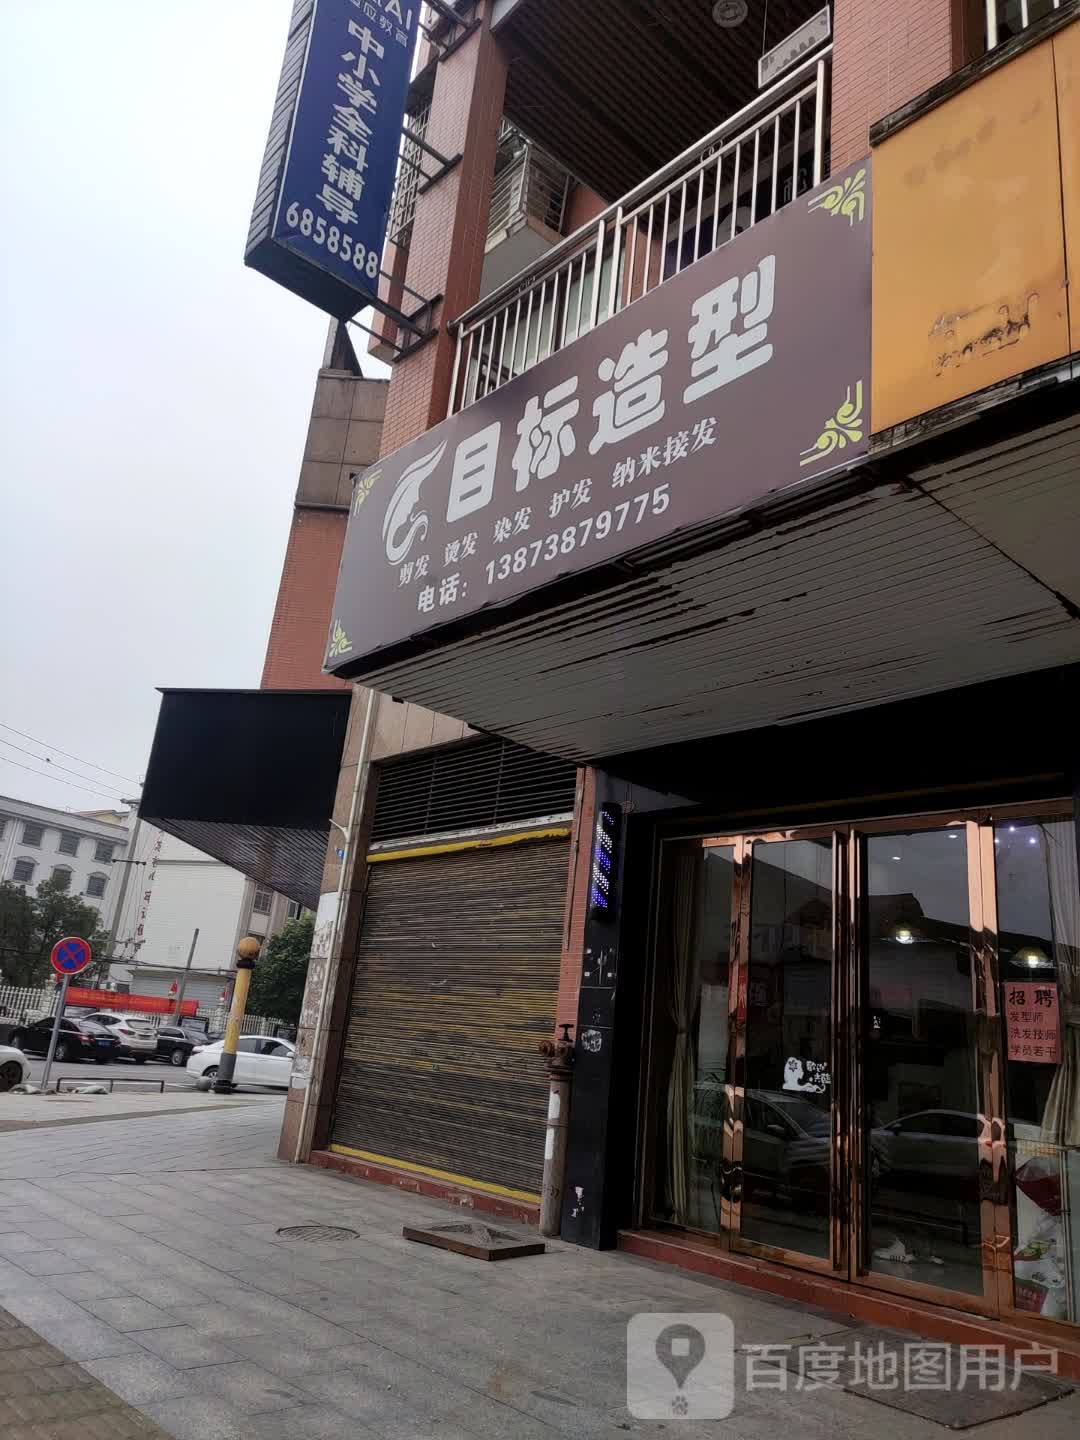 中小学全科辅导
6858588
目标造型
剪发 烫发 染发 护发 纳米接发
电话：13873879775
招聘
发型师
洗发技师
学员若干
百度地图用户